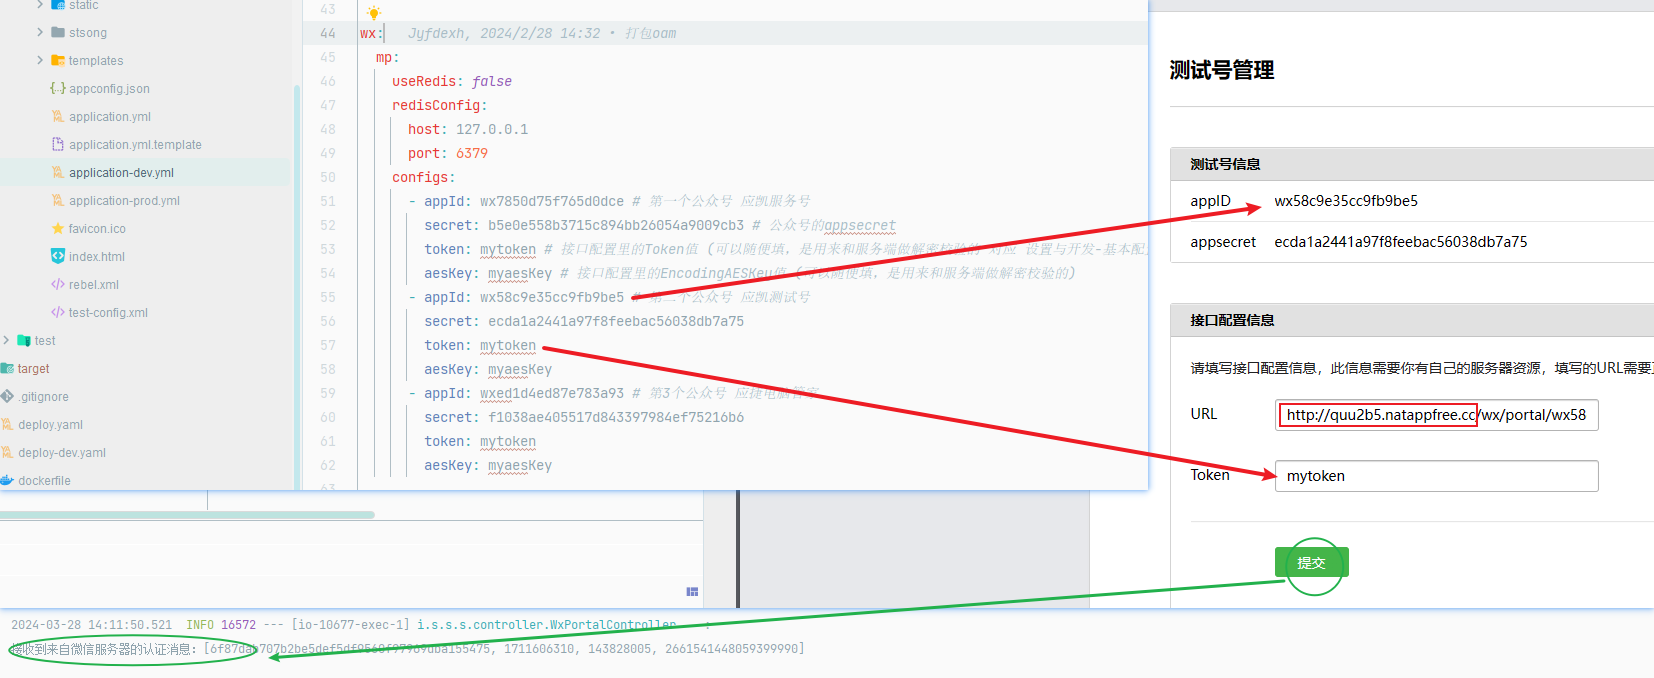 static
stsong
templates
appconfig.json
application.yml
application.yml.template
application-dev.yml
application-prod.yml
favicon.ico
index.html
rebel.xml
test-config.xml
test
target
.gitignore
deploy.yaml
deploy-dev.yaml
dockerfile
43
44 wx: Jyfdexh, 2024/2/28 14:32 • 打包oam
45 mp:
46 useRedis: false
47 redisConfig:
48 host: 127.0.0.1
49 port: 6379
50 configs:
51 - appId: wx7850d75f765d0dce # 第一个公众号 应凯服务号
52 secret: b5e0e558b3715c894bb26054a9009cb3 # 公众号的appsecret
53 token: mytoken # 接口配置里的Token值 (可以随便填，是用来和服务端做解密校验的 对应 设置与开发-基本配
54 aesKey: myaesKey # 接口配置里的EncodingAESKey值 (可以随便填，是用来和服务端做解密校验的)
55 - appId: wx58c9e35cc9fb9be5 # 第二个公众号 应凯测试号
56 secret: ecda1a2441a97f8feebac56038db7a75
57 token: mytoken
58 aesKey: myaesKey
59 - appId: wxed1d4ed87e783a93 # 第3个公众号 应捷电脑管家
60 secret: f1038ae405517d843397984ef75216b6
61 token: mytoken
62 aesKey: myaesKey
63
测试号管理
测试号信息
appID wx58c9e35cc9fb9be5
appsecret ecda1a2441a97f8feebac56038db7a75
接口配置信息
请填写接口配置信息，此信息需要你有自己的服务器资源，填写的URL需要正
URL http://quu2b5.natappfree.cc/wx/portal/wx58
Token mytoken
提交
2024-03-28 14:11:50.521 INFO 16572 --- [io-10677-exec-1] i.s.s.s.controller.WxPortalController :
接收到来自微信服务器的认证消息：[6f87dab707b2be5def5df9569f97969dba155475, 1711606310, 143828005, 2661541448059399990]